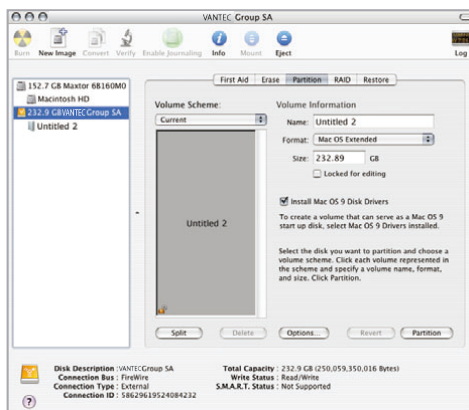 VANTEC Group SA
Burn New Image Convert Verify Enable Journaling Info Mount Eject Log
152.7 GB Maxtor 6B160M0
Macintosh HD
232.9 GBVANTEC Group SA
Untitled 2
First Aid Erase Partition RAID Restore
Volume Scheme:
Current
Untitled 2
Volume Information
Name: Untitled 2
Format: Mac OS Extended
Size: 232.89 GB
Locked for editing
Install Mac OS 9 Disk Drivers
To create a volume that can serve as a Mac OS 9
start up disk, select Mac OS 9 Drivers installed.
Select the disk you want to partition and choose a
volume scheme. Click each volume represented in
the scheme and specify a volume name, format,
and size. Click Partition.
Split Delete Options... Revert Partition
Disk Description : VANTEC Group SA
Connection Bus : FireWire
Connection Type : External
Connection ID : 58629619524084232
Total Capacity : 232.9 GB (250,059,350,016 Bytes)
Write Status : Read/Write
S.M.A.R.T. Status : Not Supported
?